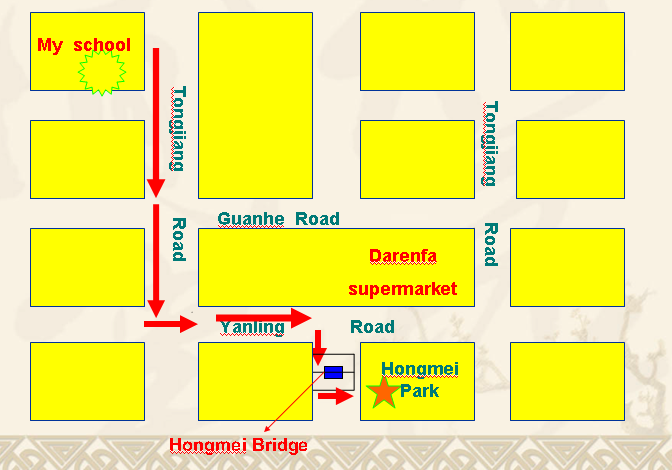 My school
Tongjiang
Road
Tongjiang
Road
Guanhe Road
Darenfa
supermarket
Yanling Road
Hongmei
Park
Hongmei Bridge